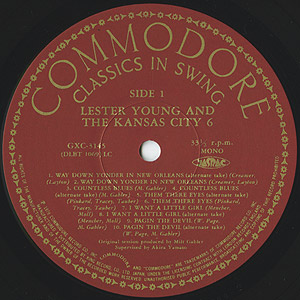 COMMODORE
CLASSICS IN SWING
SIDE 1
LESTER YOUNG AND
THE KANSAS CITY 6
GXC-3145
(DLBT 1069) LC
33⅓ r.p.m.
MONO
1. WAY DOWN YONDER IN NEW ORLEANS (alternate take) (Creamer,
Layton) 2. WAY DOWN YONDER IN NEW ORLEANS (Creamer, Layton)
3. COUNTLESS BLUES (M. Gabler) 4. COUNTLESS BLUES
(alternate take) (M. Gabler) 5. THEM THERE EYES (alternate take)
(Pinkard, Tracey, Tauber) 6. THEM THERE EYES (Pinkard,
Tracey, Tauber) 7. I WANT A LITTLE GIRL (Mencher,
Moll) 8. I WANT A LITTLE GIRL (alternate take) (Mencher,
Moll) 9. PAGIN THE DEVIL (W. Page, M.
Gabler) 10. PAGIN THE DEVIL (alternate take)
(W. Page, M. Gabler)
Original session produced by Milt Gabler
Supervised by Akira Yamato